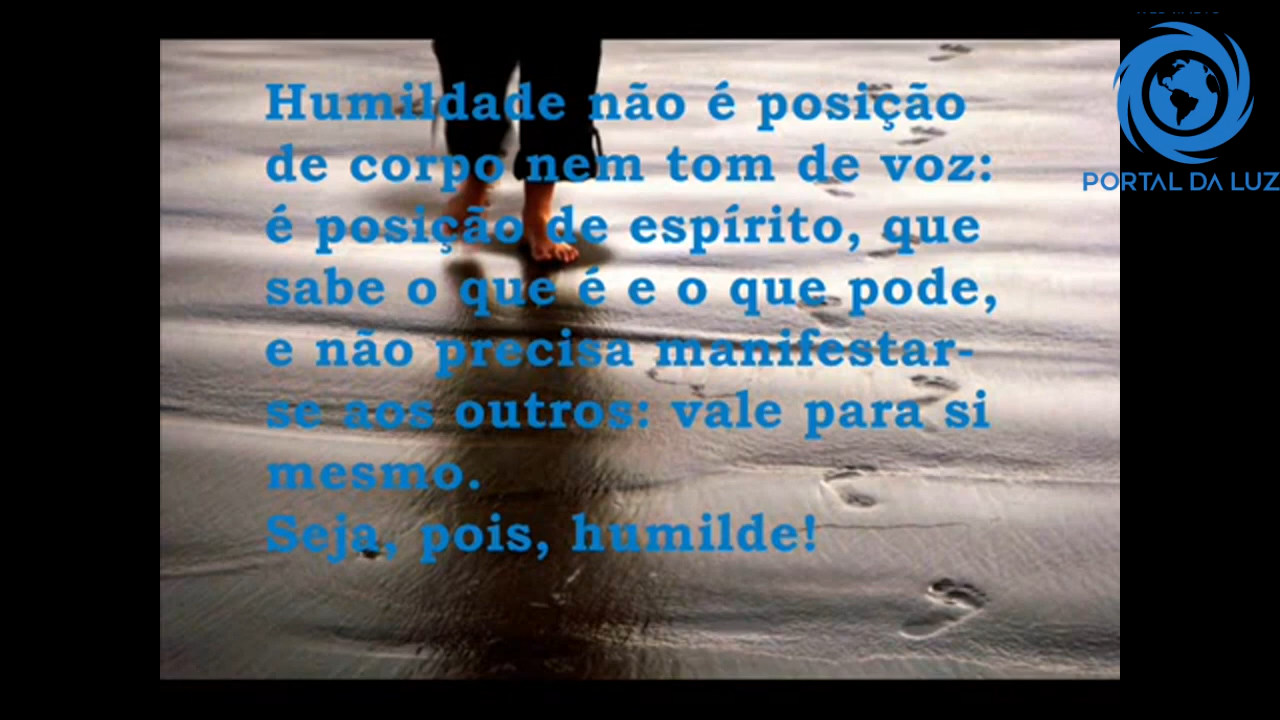 Humildade não é posição
de corpo nem tom de voz:
é posição de espírito, que
sabe o que é e o que pode,
e não precisa manifestar-
se aos outros: vale para si
mesmo.
Seja, pois, humilde!
PORTAL DA LUZ